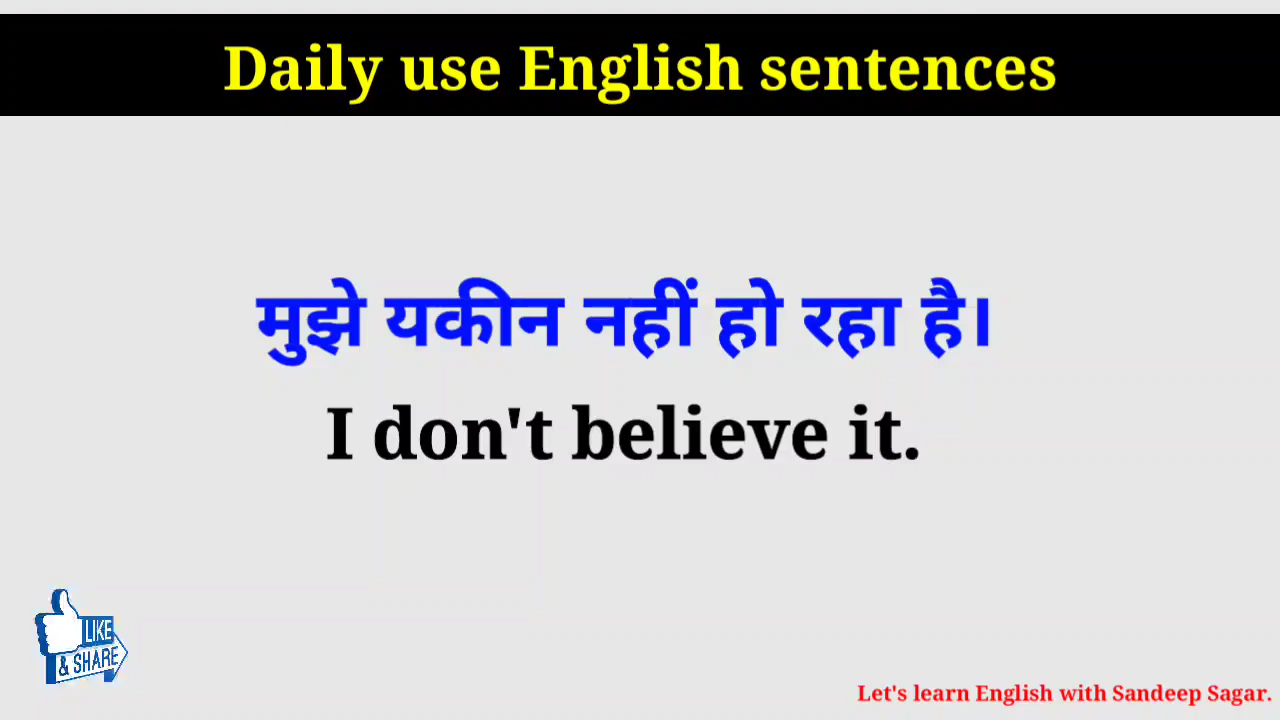 Daily use English sentences
मुझे यकीन नहीं हो रहा है।
I don't believe it.
LIKE
& SHARE
Let's learn English with Sandeep Sagar.